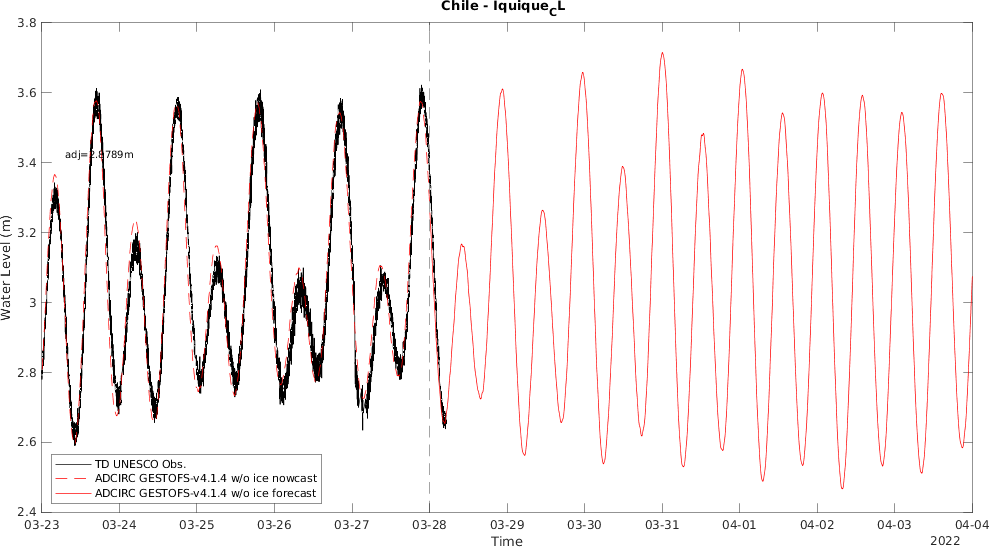 Chile - Iquique_CL
3.8
3.6
3.4
3.2
3
2.8
2.6
2.4
Water Level (m)
adj=2.8789m
TD UNESCO Obs.
ADCIRC GESTOFS-v4.1.4 w/o ice nowcast
ADCIRC GESTOFS-v4.1.4 w/o ice forecast
03-23 03-24 03-25 03-26 03-27 03-28 03-29 03-30 03-31 04-01 04-02 04-03 04-04
Time
2022